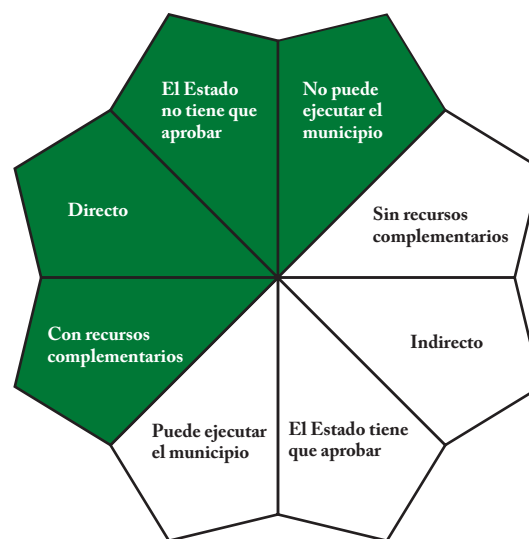 El Estado
no tiene que
aprobar
No puede
ejecutar el
municipio
Directo
Sin recursos
complementarios
Con recursos
complementarios
Indirecto
Puede ejecutar
el municipio
El Estado tiene
que aprobar